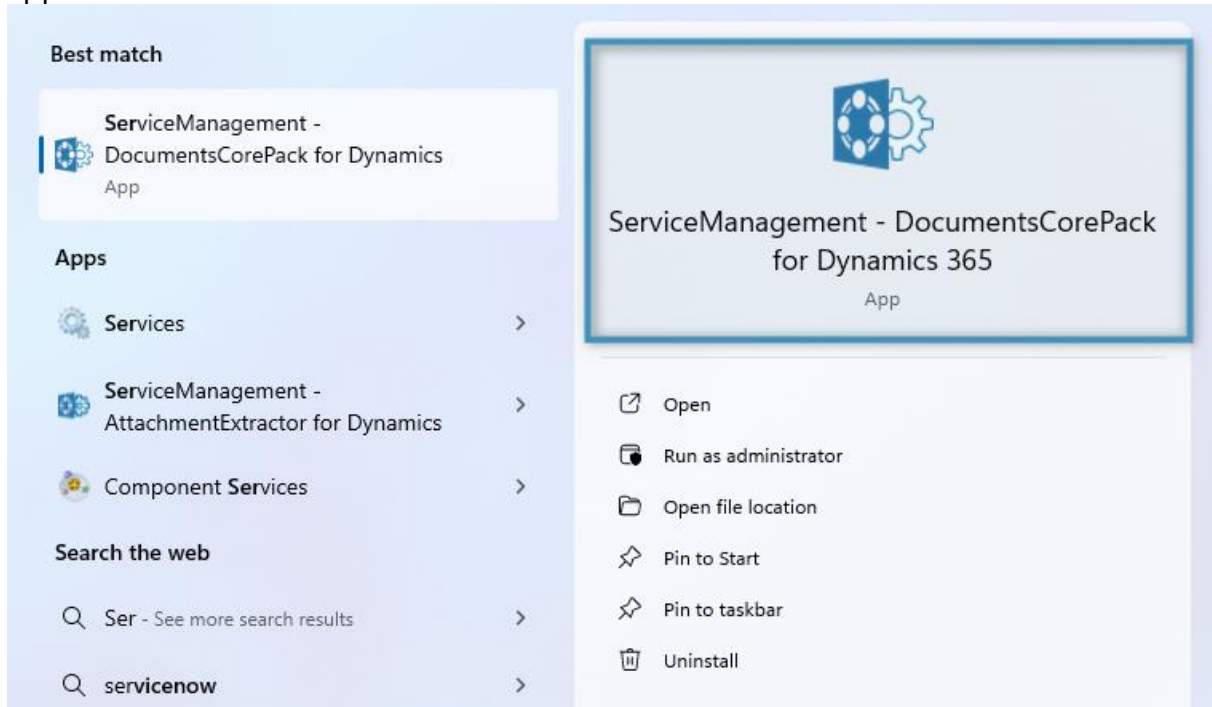 Best match
ServiceManagement -
DocumentsCorePack for Dynamics
App
Apps
Services
ServiceManagement -
AttachmentExtractor for Dynamics
Component Services
Search the web
Ser - See more search results
servicenow
ServiceManagement - DocumentsCorePack
for Dynamics 365
App
Open
Run as administrator
Open file location
Pin to Start
Pin to taskbar
Uninstall